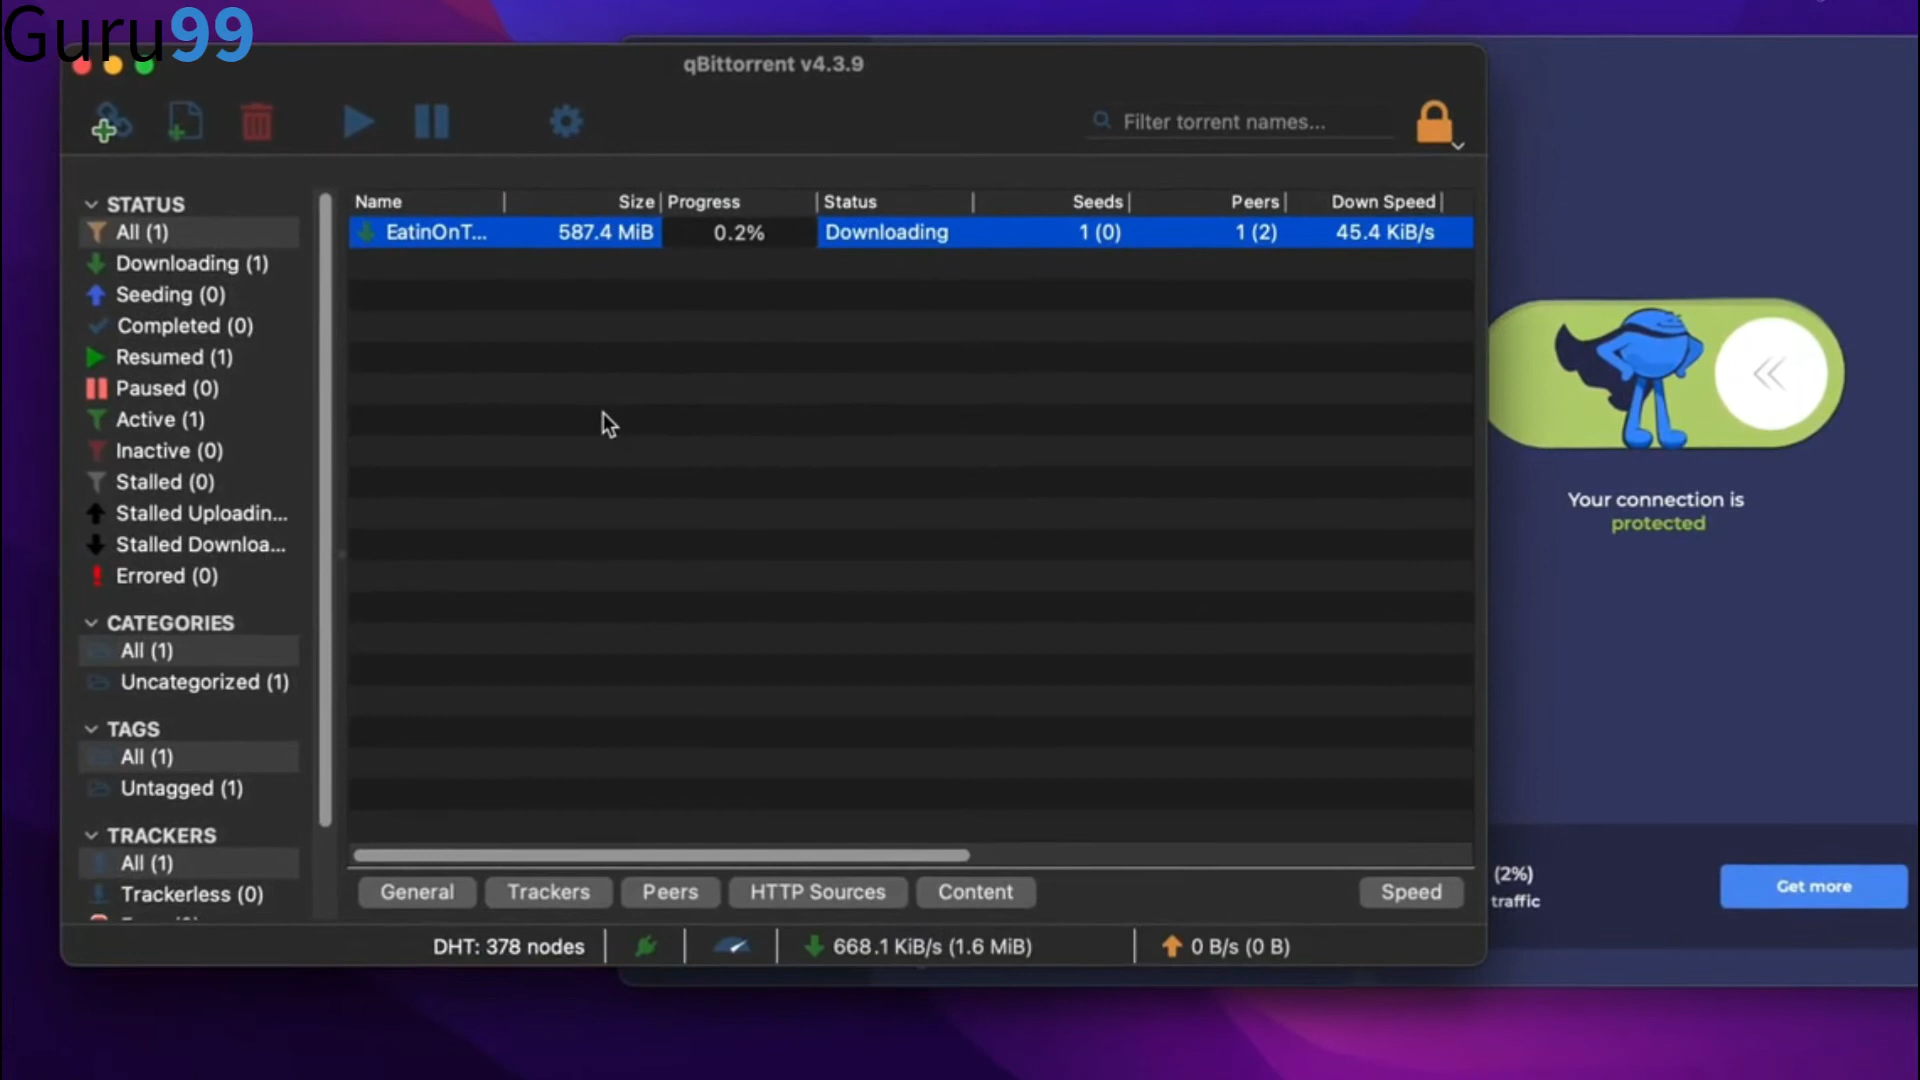 Guru99
qBittorrent v4.3.9
Filter torrent names...
STATUS
All (1)
Downloading (1)
Seeding (0)
Completed (0)
Resumed (1)
Paused (0)
Active (1)
Inactive (0)
Stalled (0)
Stalled Uploadin...
Stalled Downloa...
Errored (0)
CATEGORIES
All (1)
Uncategorized (1)
TAGS
All (1)
Untagged (1)
TRACKERS
All (1)
Trackerless (0)
Name Size Progress Status Seeds Peers Down Speed
EatinOnT... 587.4 MiB 0.2% Downloading 1 (0) 1 (2) 45.4 KiB/s
General Trackers Peers HTTP Sources Content Speed
DHT: 378 nodes 668.1 KiB/s (1.6 MiB) 0 B/s (0 B)
Your connection is
protected
(2%)
traffic
Get more